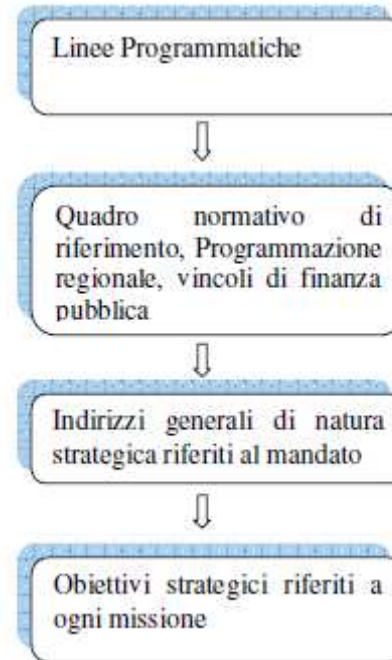 Linee Programmatiche
Quadro normativo di
riferimento, Programmazione
regionale, vincoli di finanza
pubblica
Indirizzi generali di natura
strategica riferiti al mandato
Obiettivi strategici riferiti a
ogni missione